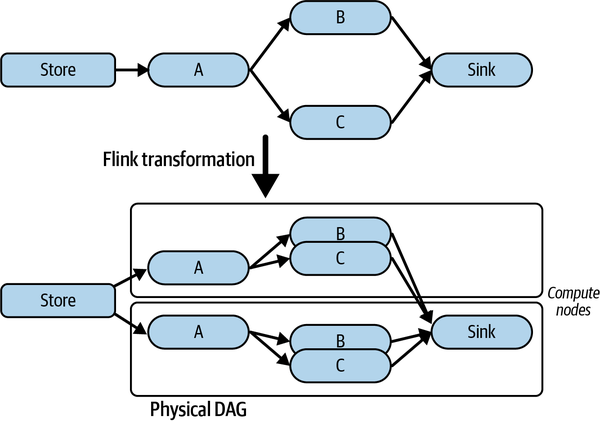 B
Store
A
Sink
C
Flink transformation
B
C
A
Store
Compute
nodes
A
B
C
Sink
Physical DAG